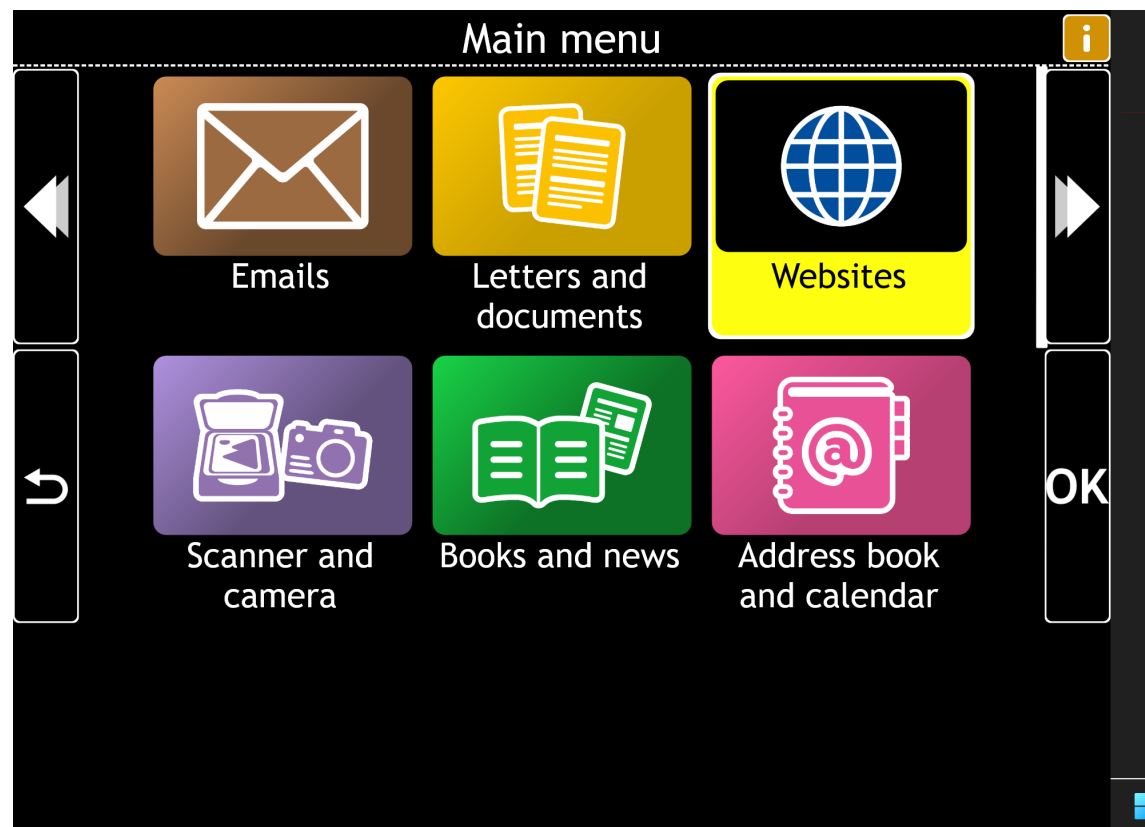 Main menu
i
Emails
Letters and
documents
Websites
Scanner and
camera
Books and news
@
Address book
and calendar
OK